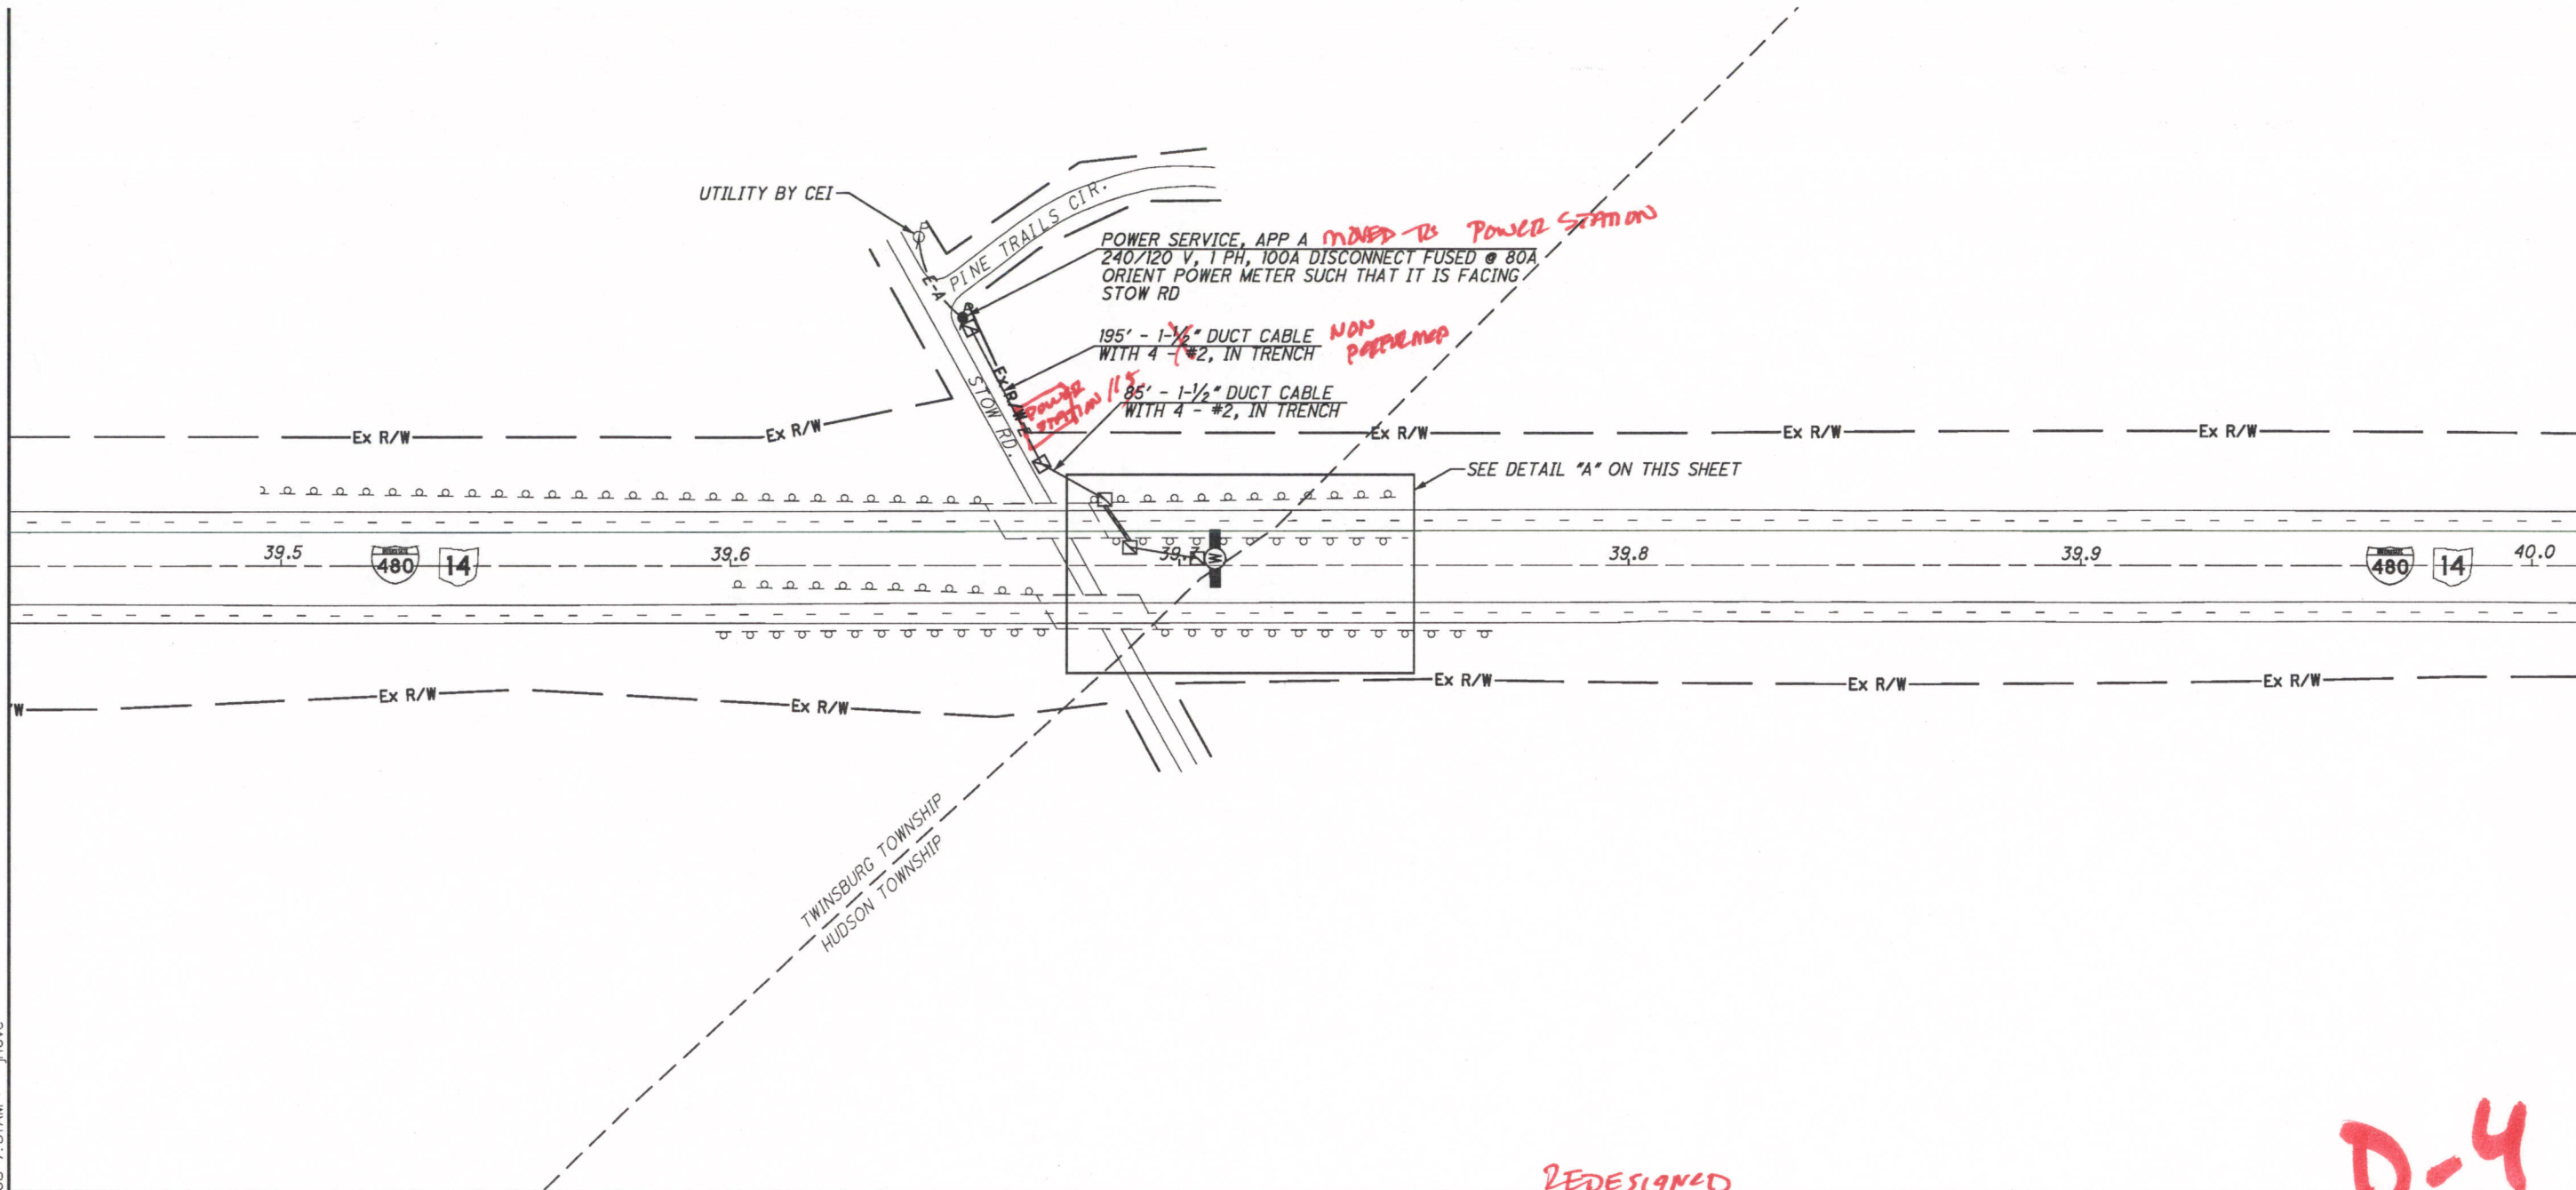 UTILITY BY CEI
PINE TRAILS CIR.
POWER SERVICE, APP A MOVED TO POWER STATION
240/120 V, 1 PH, 100A DISCONNECT FUSED @ 80A
ORIENT POWER METER SUCH THAT IT IS FACING
STOW RD
E-A
195' - 1-1/2" DUCT CABLE NON
WITH 4 - #2, IN TRENCH
POWER
STATION 115
85' - 1-1/2" DUCT CABLE
WITH 4 - #2, IN TRENCH
Ex R/W-E
STOW RD.
Ex R/W
Ex R/W
Ex R/W
Ex R/W
Ex R/W
SEE DETAIL "A" ON THIS SHEET
39.5
480
14
39.6
39.7
W
39.8
39.9
480
14
40.0
W
Ex R/W
Ex R/W
Ex R/W
Ex R/W
Ex R/W
TWINSBURG TOWNSHIP
HUDSON TOWNSHIP
REDESIGNED
D-4